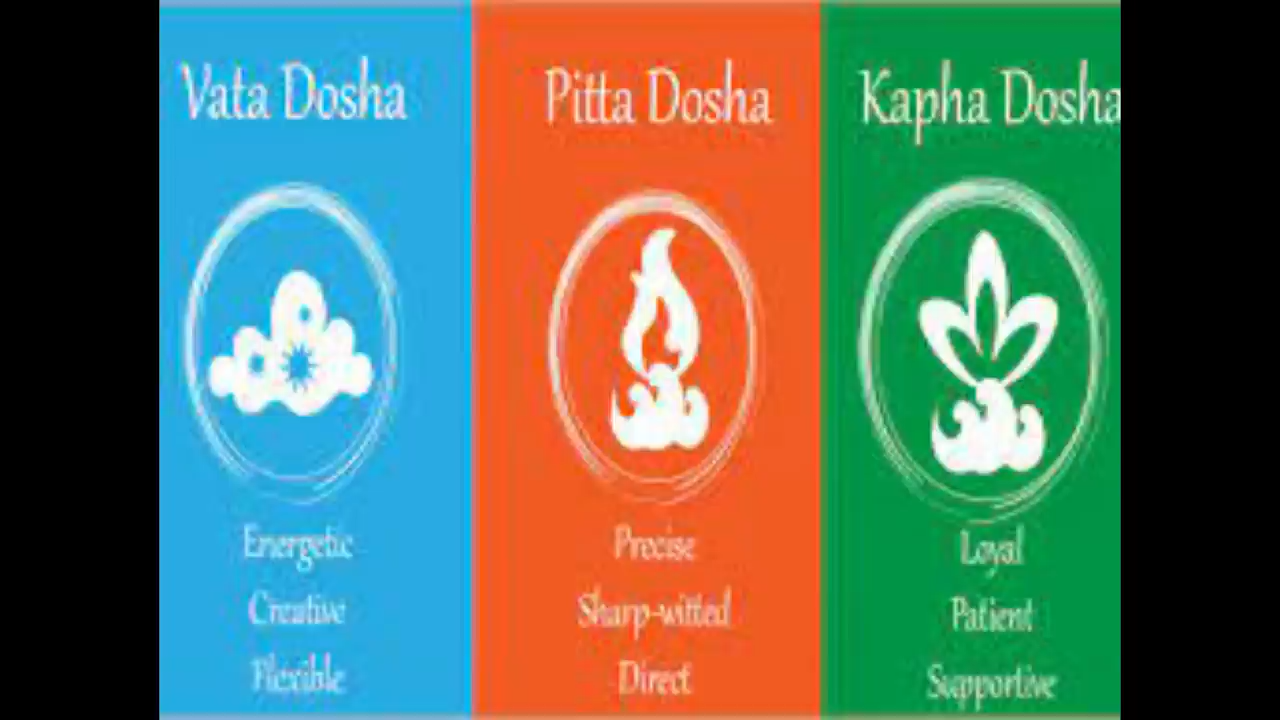 Vata Dosha
Energetic
Creative
Flexible
Pitta Dosha
Precise
Sharp-witted
Direct
Kapha Dosha
Loyal
Patient
Supportive